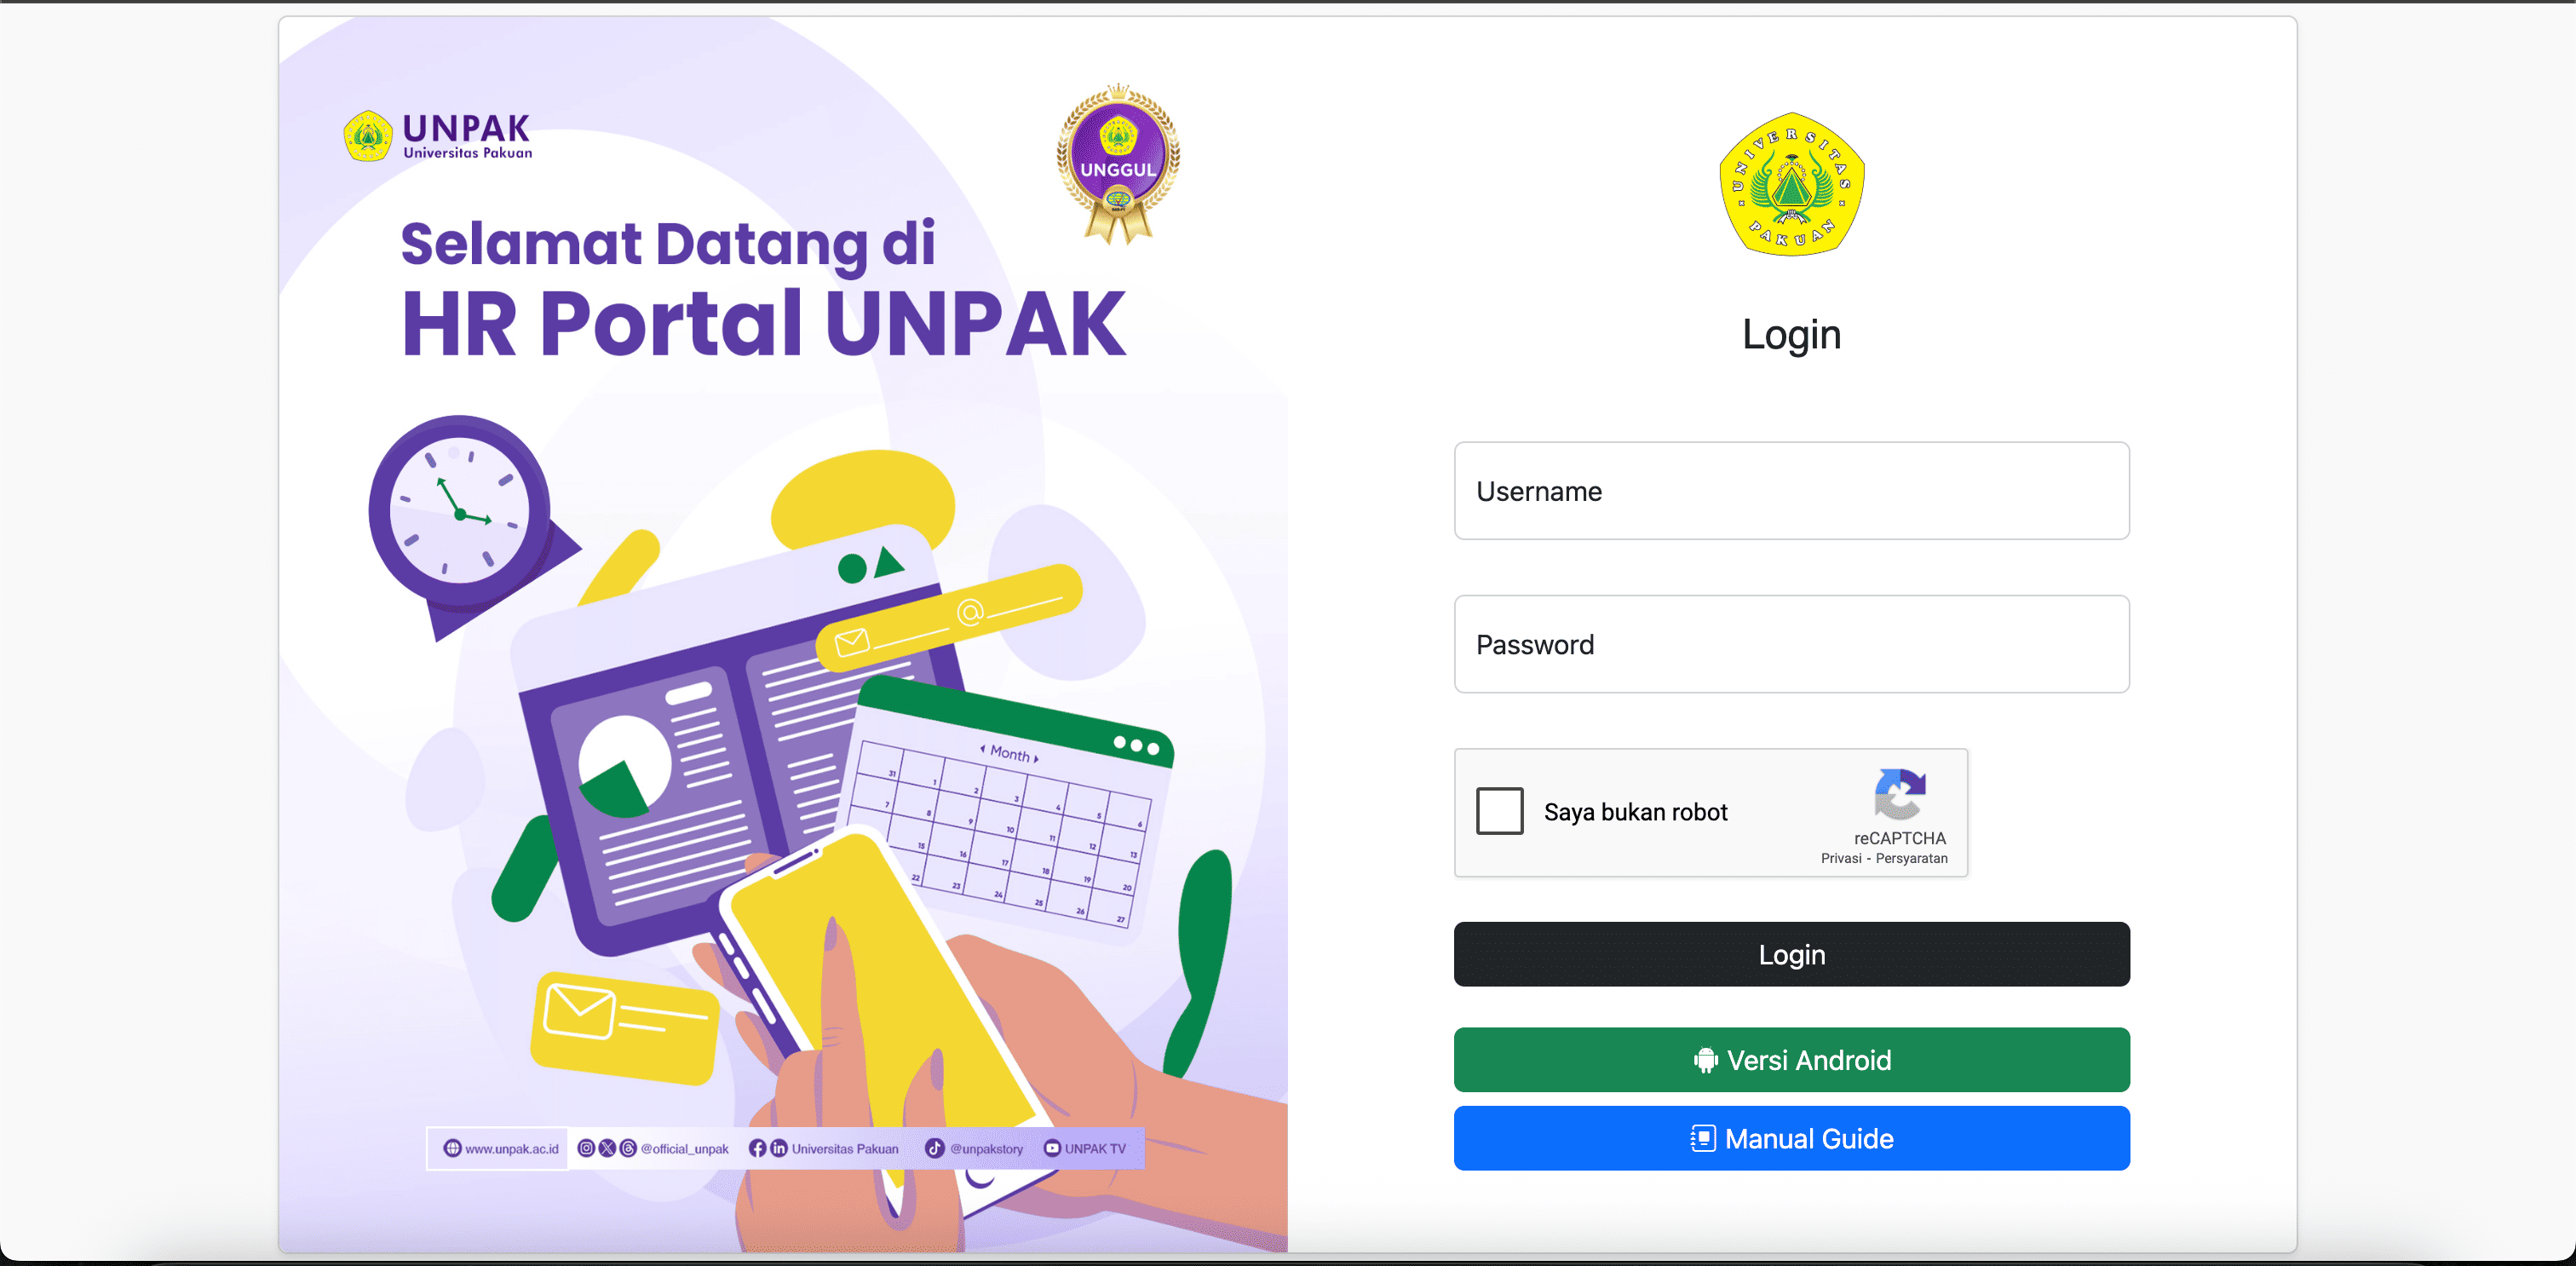 UNPAK
Universitas Pakuan
UNGGUL
Selamat Datang di
HR Portal UNPAK
Month
31 1 2 3 4 5 6
7 8 9 10 11 12 13
15 16 17 18 19 20
22 23 24 25 26 27
@
www.unpak.ac.id @official_unpak Universitas Pakuan @unpakstory UNPAK TV
UNIVERSITAS
PAKUAN
Login
Username
Password
Saya bukan robot
reCAPTCHA
Privasi - Persyaratan
Login
Versi Android
Manual Guide